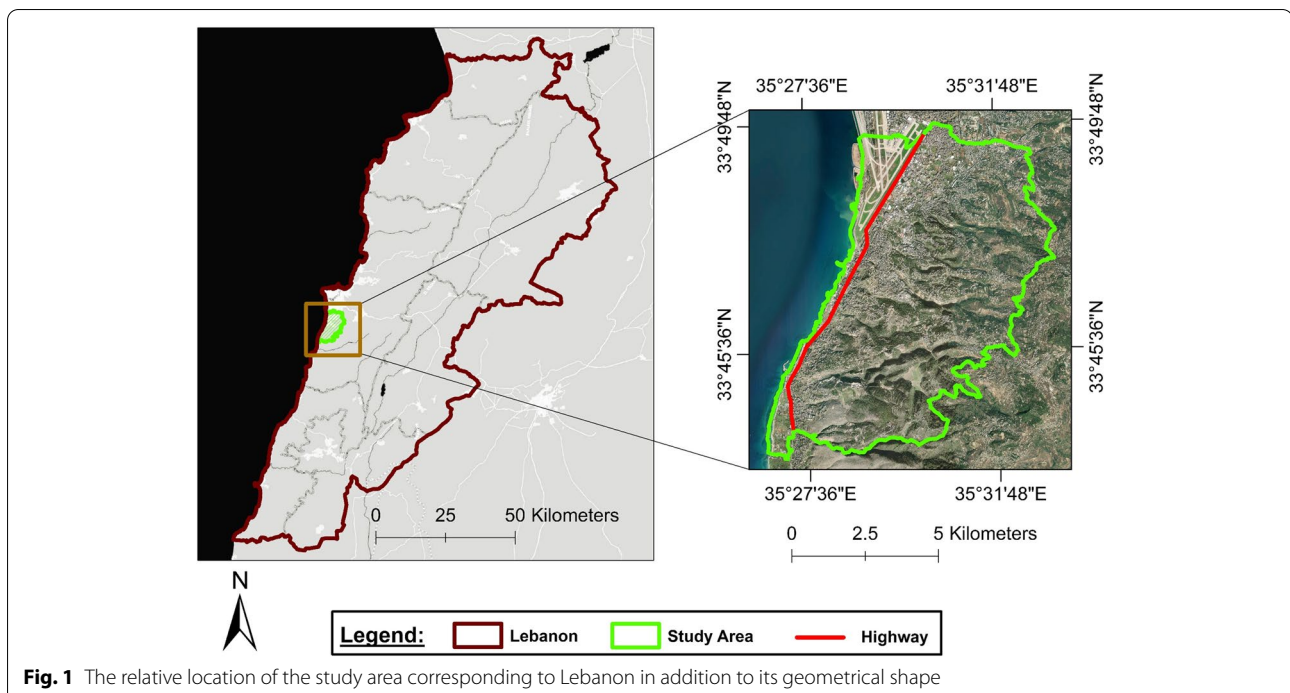 35°27'36"E 35°31'48"E
33°49'48"N 33°49'48"N
33°45'36"N 33°45'36"N
35°27'36"E 35°31'48"E
0 25 50 Kilometers
0 2.5 5 Kilometers
N
Legend: Lebanon Study Area Highway
Fig. 1 The relative location of the study area corresponding to Lebanon in addition to its geometrical shape